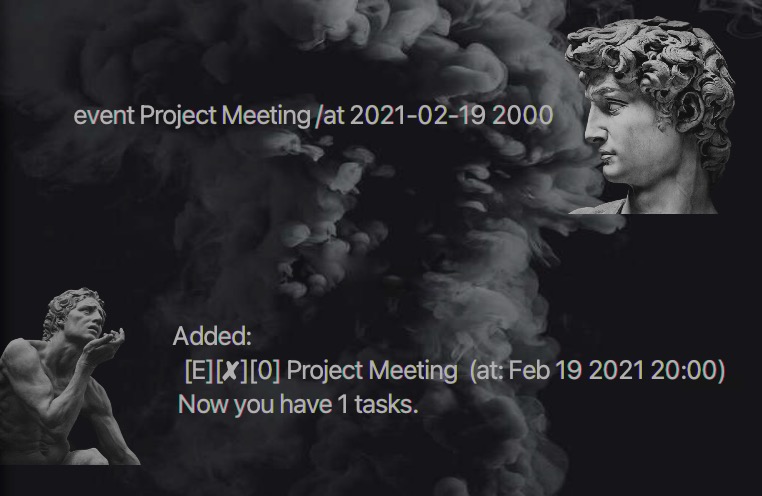 event Project Meeting /at 2021-02-19 2000
Added:
[E][✘][0] Project Meeting (at: Feb 19 2021 20:00)
Now you have 1 tasks.